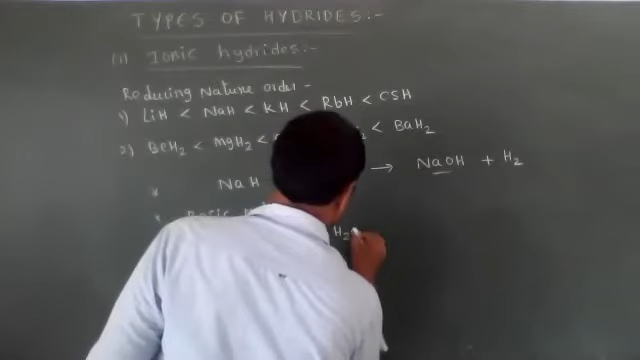 TYPES OF HYDRIDES:-
(1) Ionic hydrides:-
Reducing Nature order-
1) LiH < NaH < KH < RbH < CSH
2) BeH2 < MgH2 < < BaH2
* NaH → NaOH + H2
* Basic
H2